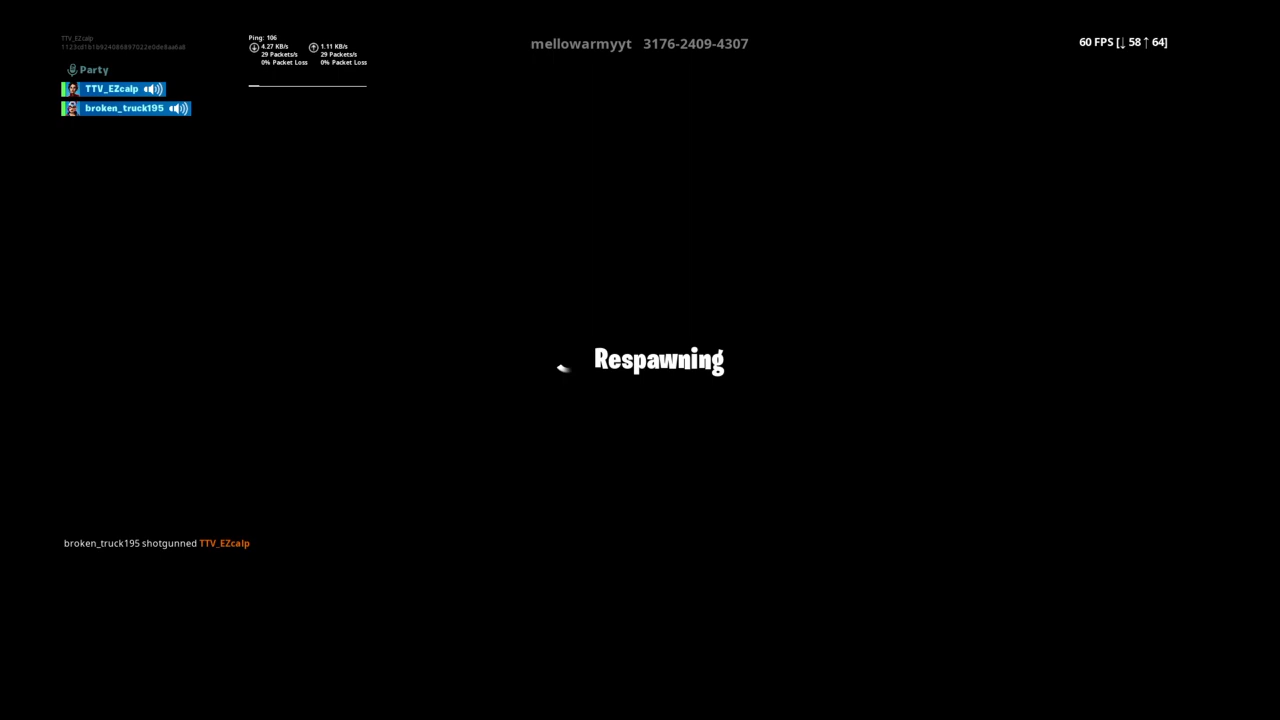 TTV_EZcalp
Party
TTV_EZcalp
broken_truck195
Ping: 106
4.27 KB/s
29 Packets/s
0% Packet Loss
1.11 KB/s
29 Packets/s
0% Packet Loss
mellowarmyyt 3176-2409-4307
60 FPS [↓ 58 ↑ 64]
Respawning
broken_truck195 shotgunned TTV_EZcalp